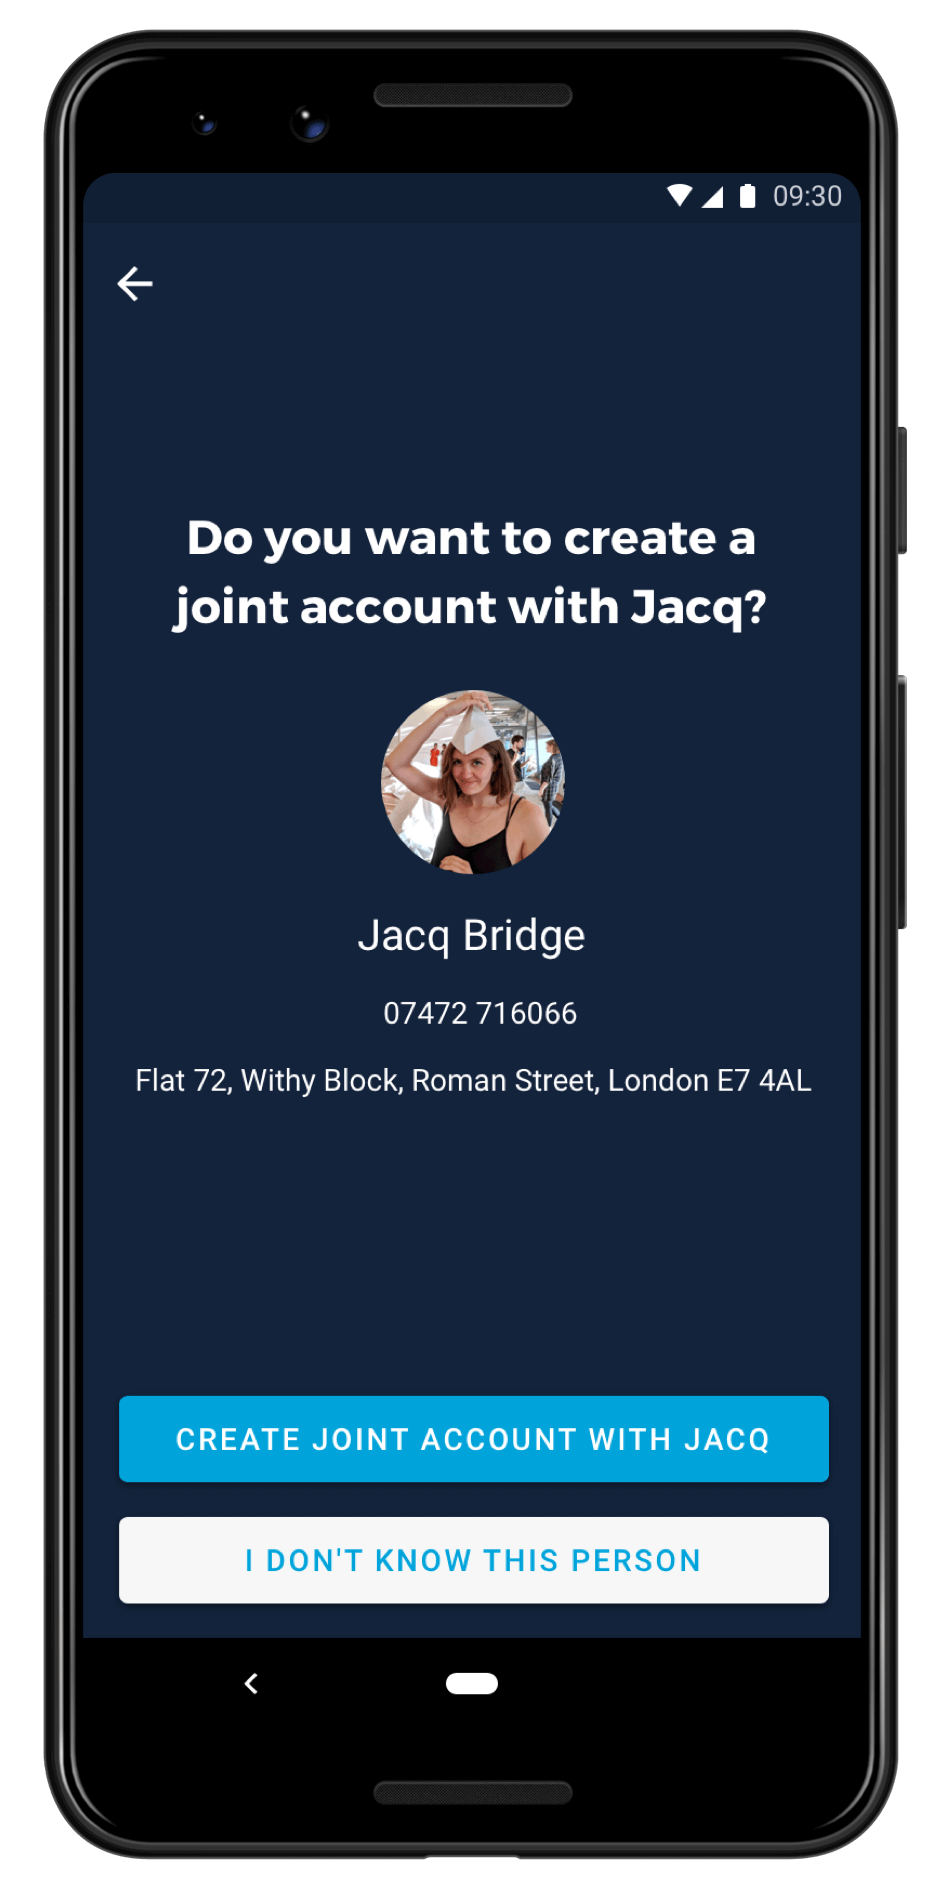 09:30
Do you want to create a
joint account with Jacq?
Jacq Bridge
07472 716066
Flat 72, Withy Block, Roman Street, London E7 4AL
CREATE JOINT ACCOUNT WITH JACQ
I DON'T KNOW THIS PERSON